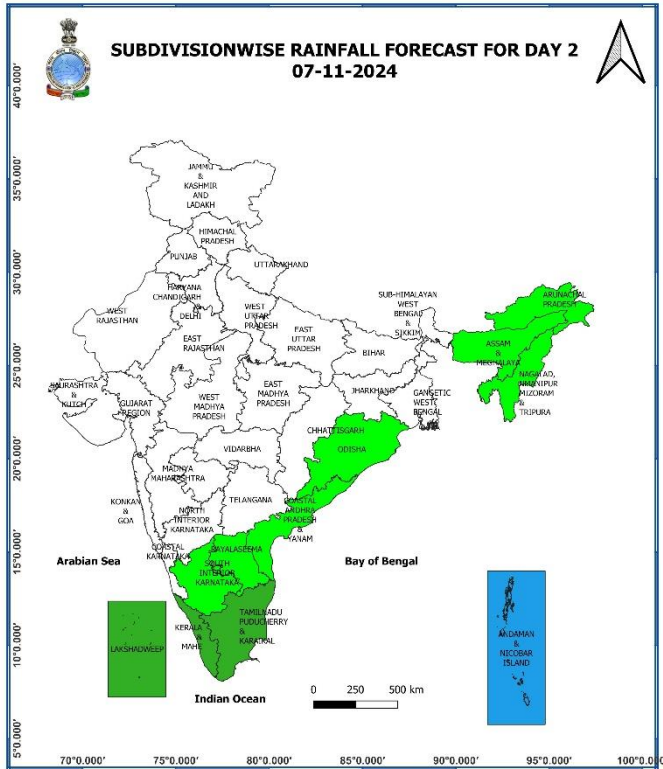 SUBDIVISIONWISE RAINFALL FORECAST FOR DAY 2
07-11-2024
40°0.000'
35°0.000'
30°0.000'
25°0.000'
20°0.000'
15°0.000'
10°0.000'
5°0.000'
JAMMU
&
KASHMIR
AND
LADAKH
HIMACHAL
PRADESH
PUNJAB
UTTARAKHAND
HARYANA
CHANDIGARH
DELHI
WEST
RAJASTHAN
WEST
UTTAR
PRADESH
EAST
RAJASTHAN
EAST
UTTAR
PRADESH
SUB-HIMALAYAN
WEST
BENGAL
&
SIKKIM
ARUNACHAL
PRADESH
ASSAM
&
MEGHALAYA
BIHAR
SAURASHTRA
&
KUTCH
GUJARAT
REGION
WEST
MADHYA
PRADESH
EAST
MADHYA
PRADESH
JHARKHAND
GANGETIC
WEST
BENGAL
MANIPUR
MIZORAM
&
TRIPURA
CHHATTISGARH
ODISHA
VIDARBHA
MADHYA
MAHARASHTRA
KONKAN
&
GOA
TELANGANA
NORTH
INTERIOR
KARNATAKA
COASTAL
ANDHRA
PRADESH
&
YANAM
COASTAL
KARNATAKA
RAYALASEEMA
SOUTH
INTERIOR
KARNATAKA
Arabian Sea
Bay of Bengal
LAKSHADWEEP
KERALA
&
MAHE
TAMILNADU
PUDUCHERRY
&
KARAIKAL
ANDAMAN
&
NICOBAR
ISLAND
Indian Ocean
0 250 500 km
70°0.000' 75°0.000' 80°0.000' 85°0.000' 90°0.000' 95°0.000' 100°0.000'